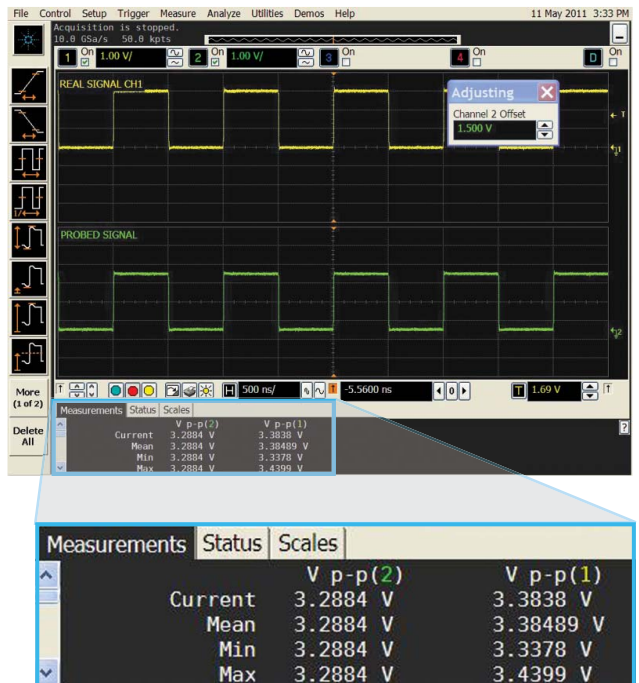 File Control Setup Trigger Measure Analyze Utilities Demos Help 11 May 2011 3:33 PM
Acquisition is stopped.
10.0 GSa/s 50.0 kpts
1 On 1.00 V/ 2 On 1.00 V/ 3 On 4 On D On
REAL SIGNAL CH1
Adjusting
Channel 2 Offset
1.500 V
T
1
1/
PROBED SIGNAL
2
More
(1 of 2)
Delete
All
H 500 ns/ -5.5600 ns 0 T 1.69 V
Measurements Status Scales
V p-p(2) V p-p(1)
Current 3.2884 V 3.3838 V
Mean 3.2884 V 3.38489 V
Min 3.2884 V 3.3378 V
Max 3.2884 V 3.4399 V
?
Measurements Status Scales
V p-p(2) V p-p(1)
Current 3.2884 V 3.3838 V
Mean 3.2884 V 3.38489 V
Min 3.2884 V 3.3378 V
Max 3.2884 V 3.4399 V